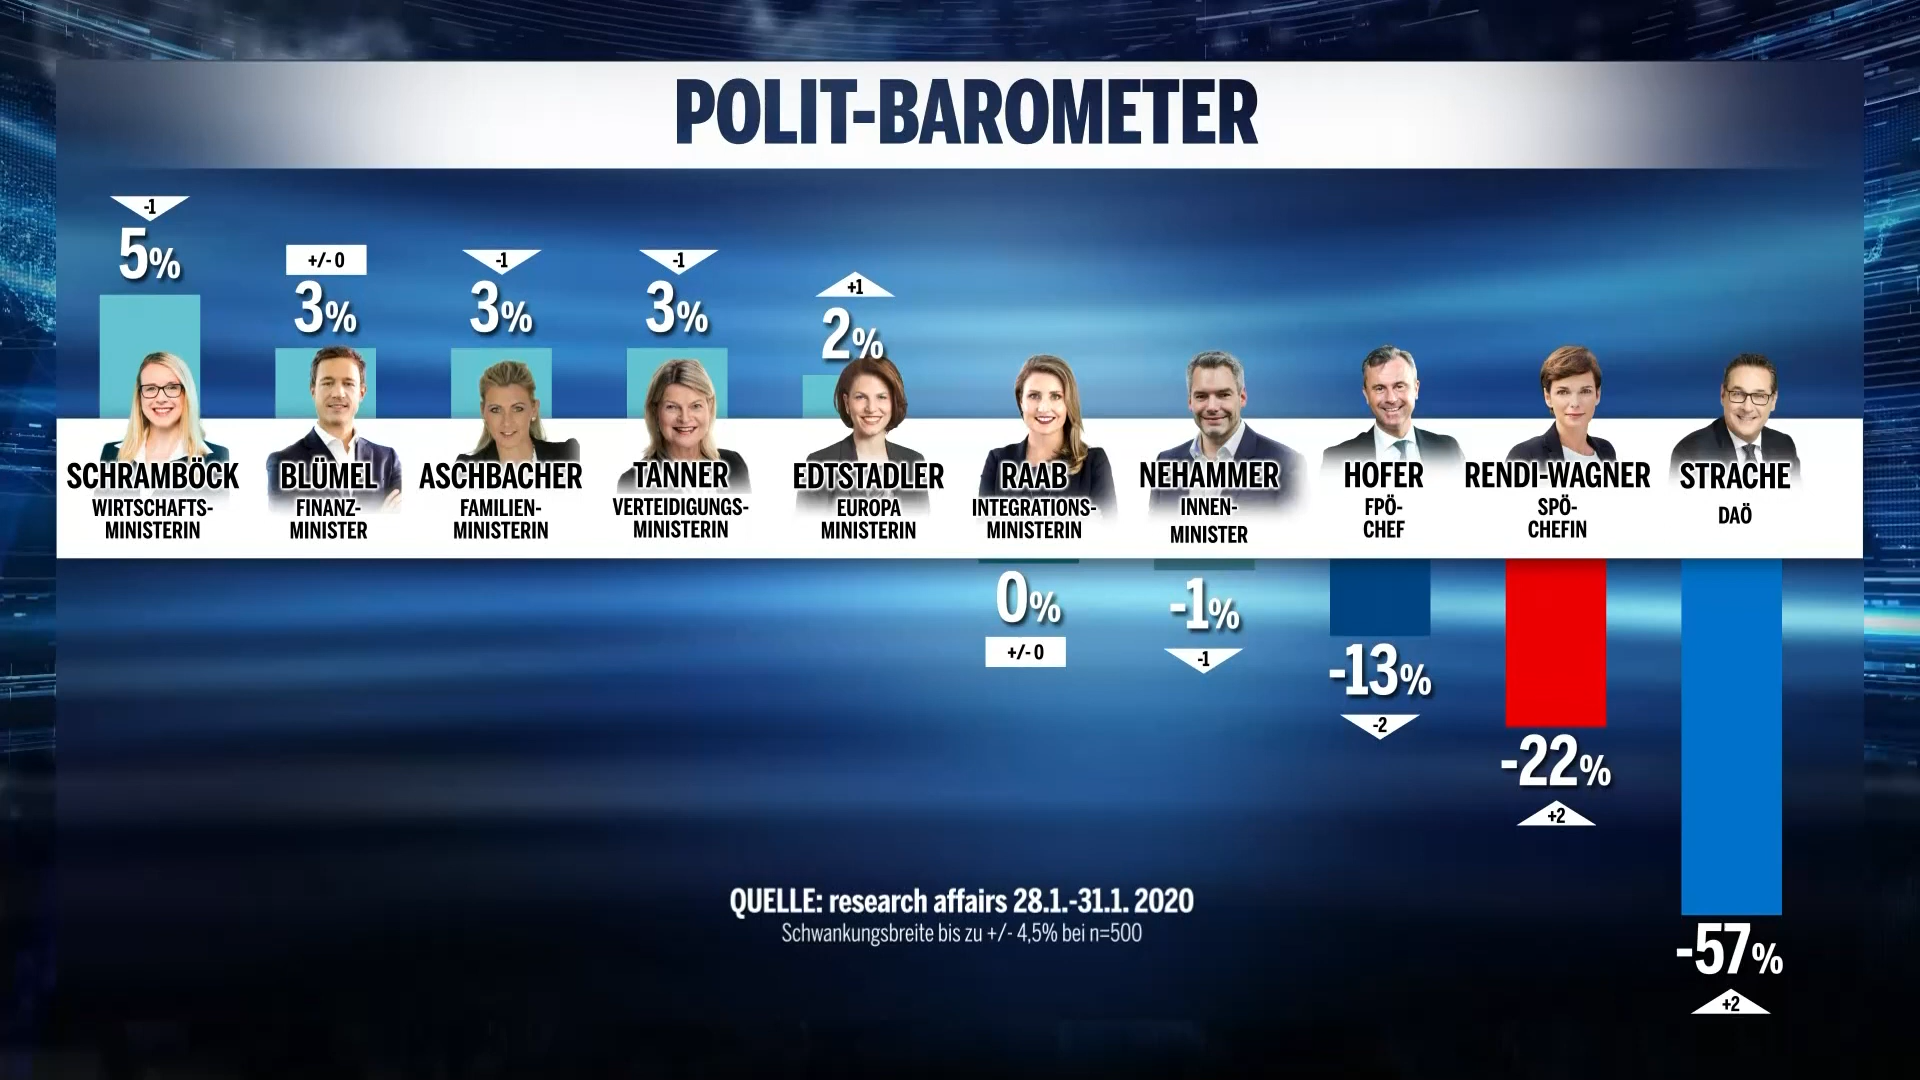 POLIT-BAROMETER
-1
5%
+/- 0
3%
-1
3%
-1
3%
+1
2%
SCHRAMBÖCK
WIRTSCHAFTS-
MINISTERIN
BLÜMEL
FINANZ-
MINISTER
ASCHBACHER
FAMILIEN-
MINISTERIN
TANNER
VERTEIDIGUNGS-
MINISTERIN
EDTSTADLER
EUROPA
MINISTERIN
RAAB
INTEGRATIONS-
MINISTERIN
NEHAMMER
INNEN-
MINISTER
HOFER
FPÖ-
CHEF
RENDI-WAGNER
SPÖ-
CHEFIN
STRACHE
DAÖ
0%
+/- 0
-1%
-1
-13%
-2
-22%
+2
-57%
+2
QUELLE: research affairs 28.1.-31.1. 2020
Schwankungsbreite bis zu +/- 4,5% bei n=500